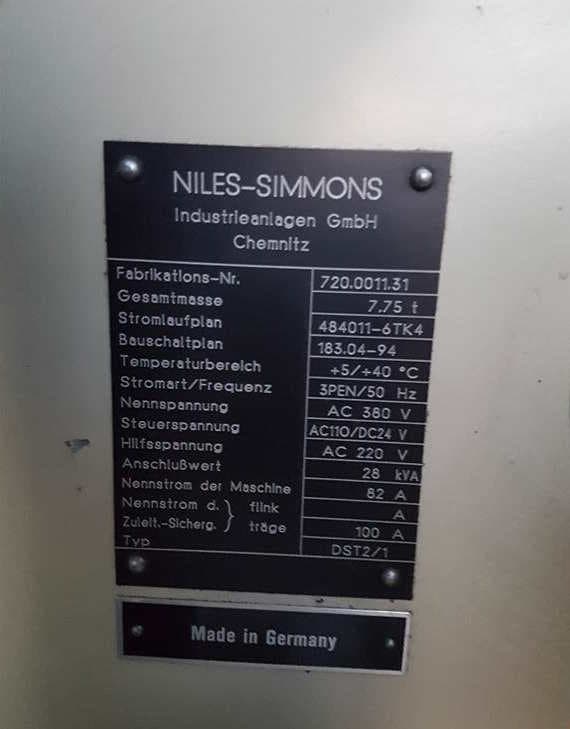 NILES-SIMMONS
Industrieanlagen GmbH
Chemnitz
Fabrikations-Nr. 720.0011.31
Gesamtmasse 7.75 t
Stromlaufplan 484011-6TK4
Bauschaltplan 183.04-94
Temperaturbereich +5/+40 °C
Stromart/Frequenz 3PEN/50 Hz
Nennspannung AC 380 V
Steuerspannung AC110/DC24 V
Hilfsspannung AC 220 V
Anschlußwert 28 kVA
Nennstrom der Maschine 82 A
Nennstrom d. } flink A
Zuleit.-Sicherg. } träge 100 A
Typ DST2/1
Made in Germany